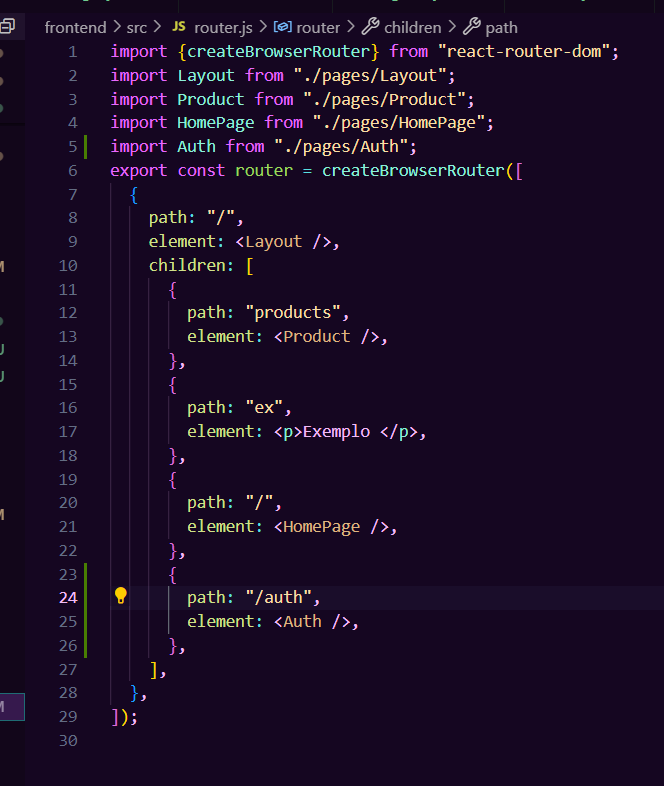 frontend > src > JS router.js > router > children > path
1 import {createBrowserRouter} from "react-router-dom";
2 import Layout from "./pages/Layout";
3 import Product from "./pages/Product";
4 import HomePage from "./pages/HomePage";
5 import Auth from "./pages/Auth";
6 export const router = createBrowserRouter([
7   {
8     path: "/",
9     element: <Layout />,
10     children: [
11       {
12         path: "products",
13         element: <Product />,
14       },
15       {
16         path: "ex",
17         element: <p>Exemplo </p>,
18       },
19       {
20         path: "/",
21         element: <HomePage />,
22       },
23       {
24         path: "/auth",
25         element: <Auth />,
26       },
27     ],
28   },
29 ]);
30